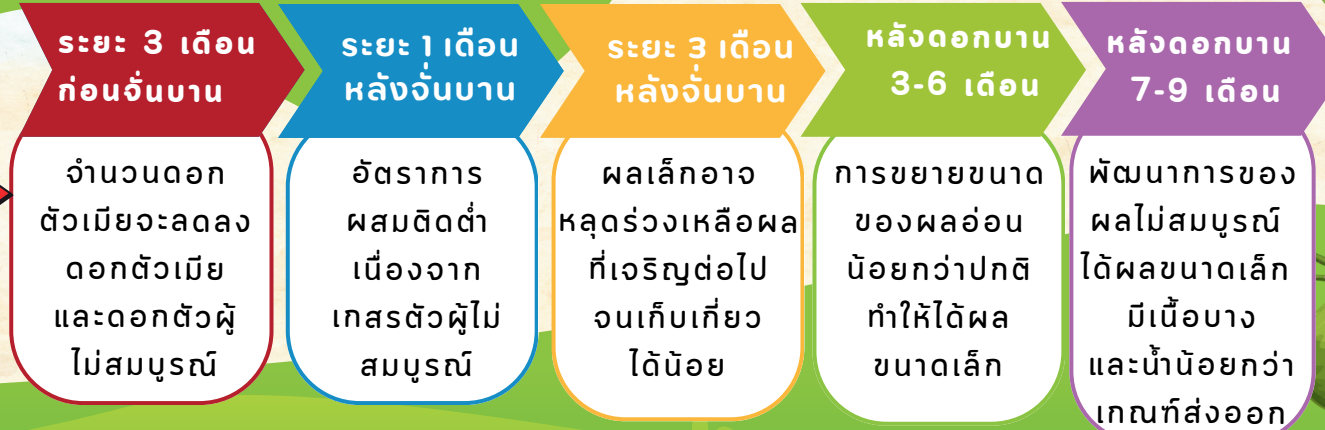 ระยะ 3 เดือน
ก่อนจั่นบาน
จำนวนดอก
ตัวเมียจะลดลง
ดอกตัวเมีย
และดอกตัวผู้
ไม่สมบูรณ์
ระยะ 1 เดือน
หลังจั่นบาน
อัตราการ
ผสมติดต่ำ
เนื่องจาก
เกสรตัวผู้ไม่
สมบูรณ์
ระยะ 3 เดือน
หลังจั่นบาน
ผลเล็กอาจ
หลุดร่วงเหลือผล
ที่เจริญต่อไป
จนเก็บเกี่ยว
ได้น้อย
หลังดอกบาน
3-6 เดือน
การขยายขนาด
ของผลอ่อน
น้อยกว่าปกติ
ทำให้ได้ผล
ขนาดเล็ก
หลังดอกบาน
7-9 เดือน
พัฒนาการของ
ผลไม่สมบูรณ์
ได้ผลขนาดเล็ก
มีเนื้อบาง
และน้ำน้อยกว่า
เกณฑ์ส่งออก